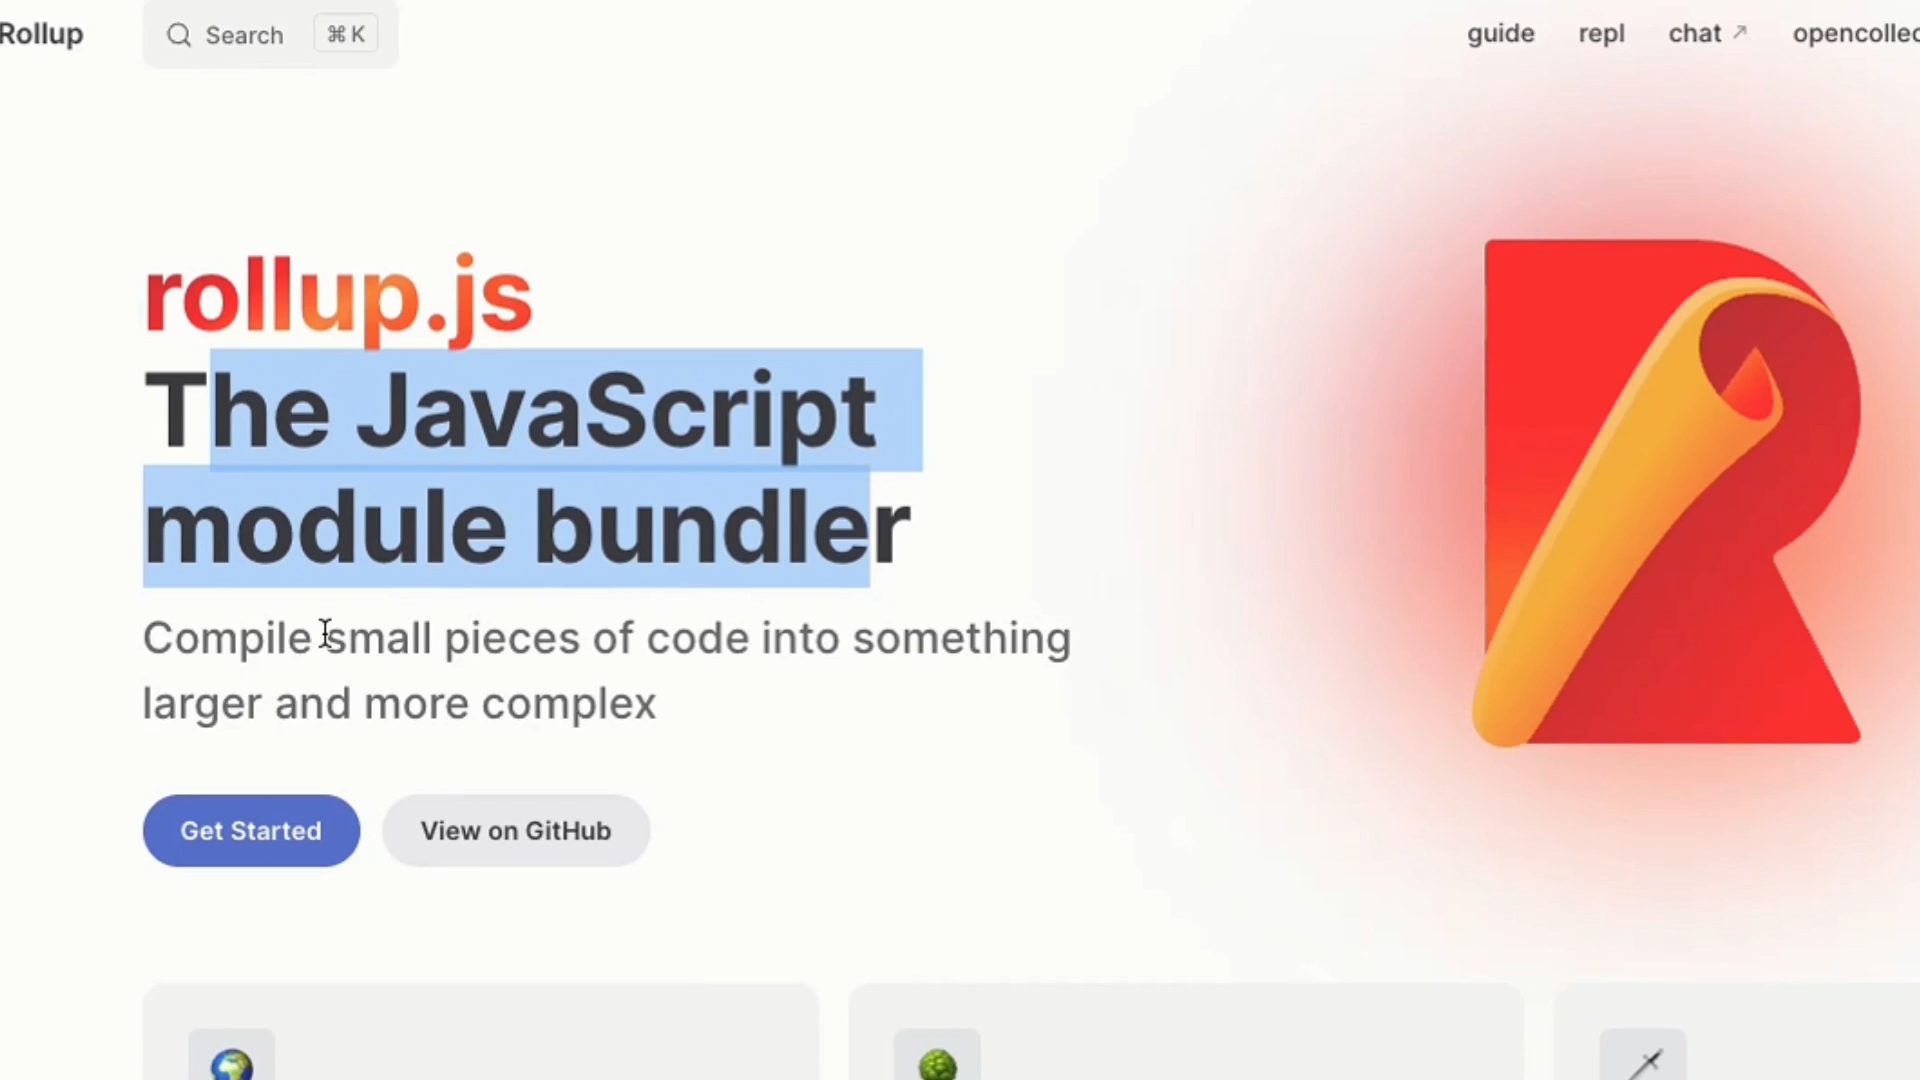 Rollup
Search ⌘ K
guide repl chat ↗ opencollec
rollup.js
The JavaScript
module bundler
Compile small pieces of code into something
larger and more complex
Get Started View on GitHub